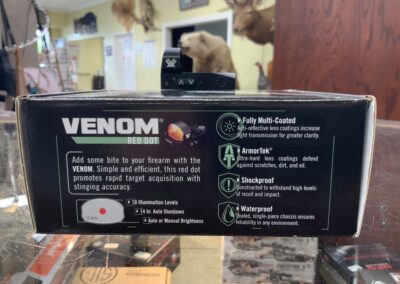 VENOM®
RED DOT
Add some bite to your firearm with the
VENOM. Simple and efficient, this red dot
promotes rapid target acquisition with
stinging accuracy.
10 Illumination Levels
14 hr. Auto Shutdown
Auto or Manual Brightness
Fully Multi-Coated
Anti-reflective lens coatings increase
light transmission for greater clarity.
ArmorTek®
Ultra-hard lens coatings defend
against scratches, dirt, and oil.
Shockproof
Constructed to withstand high levels
of recoil and impact.
Waterproof
Sealed, single-piece chassis ensures
reliability in any environment.